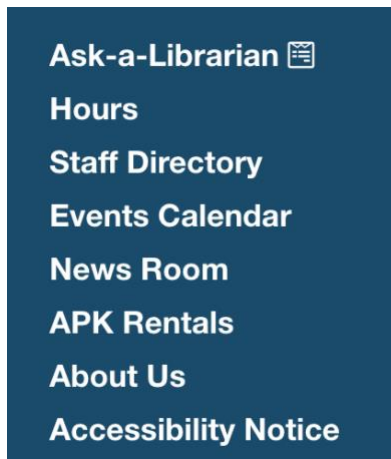 Ask-a-Librarian
Hours
Staff Directory
Events Calendar
News Room
APK Rentals
About Us
Accessibility Notice